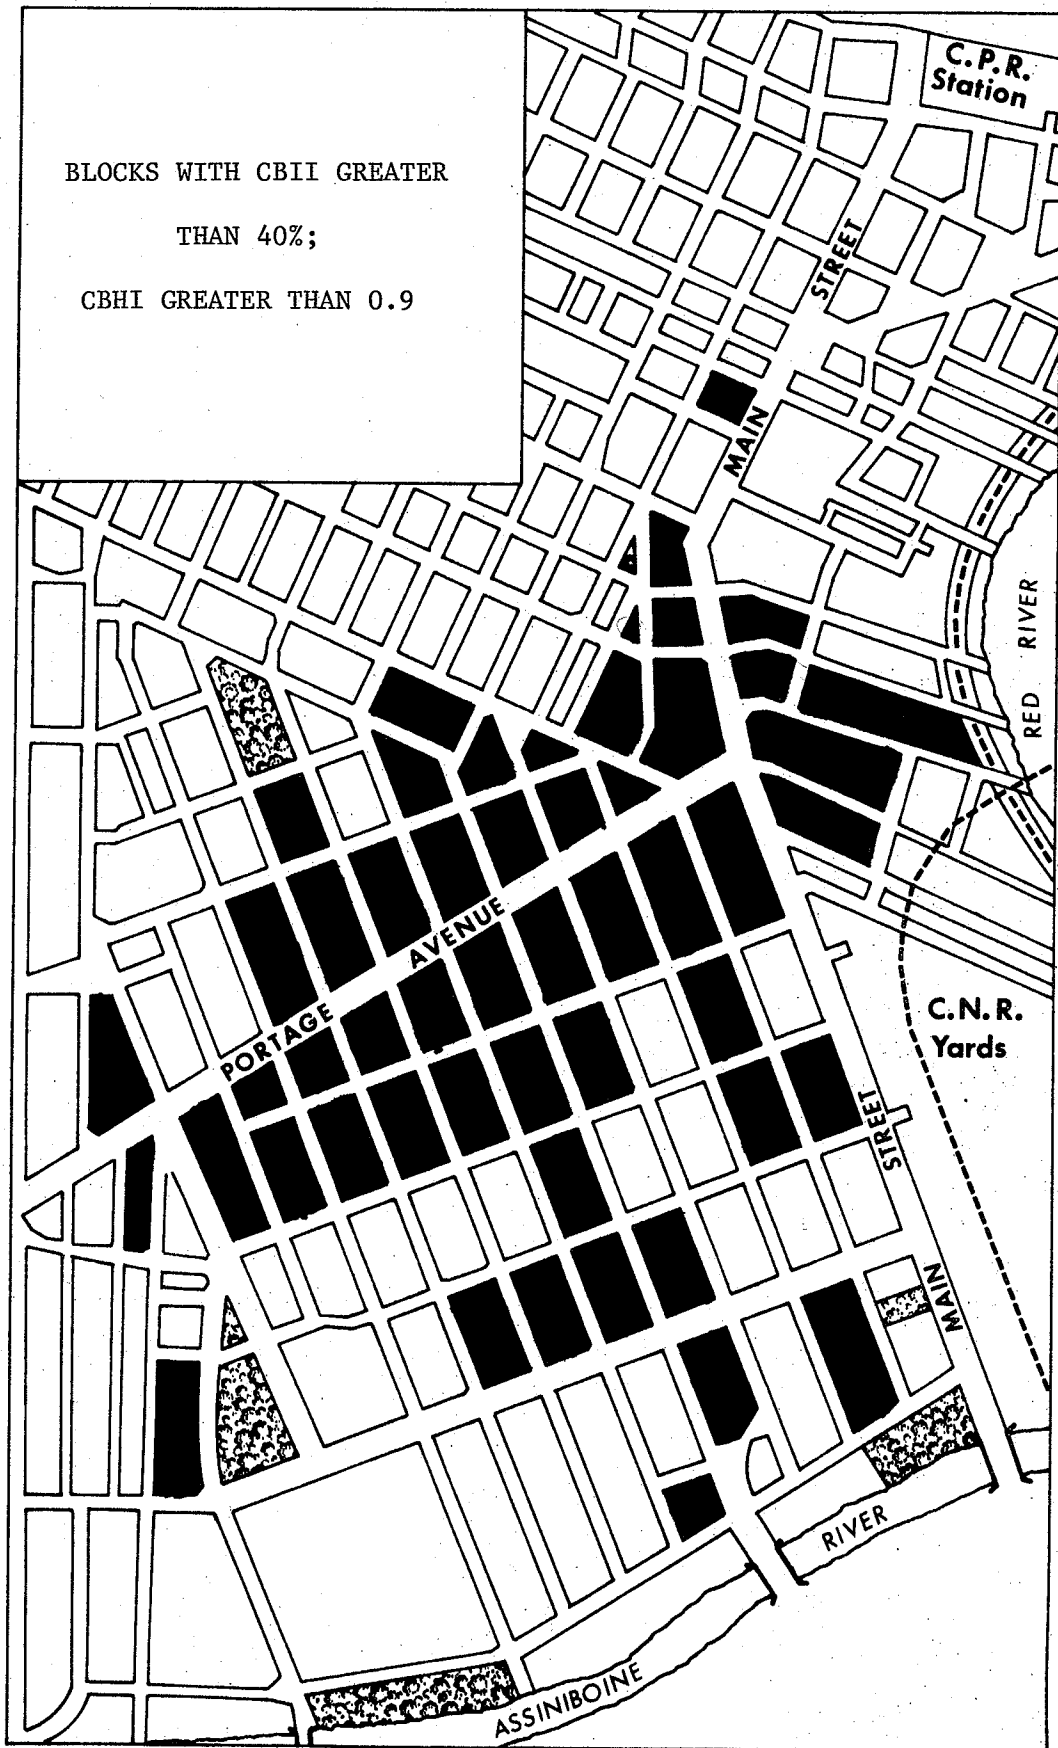 BLOCKS WITH CBII GREATER
THAN 40%;
CBHI GREATER THAN 0.9
C.P.R.
Station
STREET
MAIN
RED RIVER
PORTAGE AVENUE
C.N.R.
Yards
STREET
MAIN
ASSINIBOINE RIVER